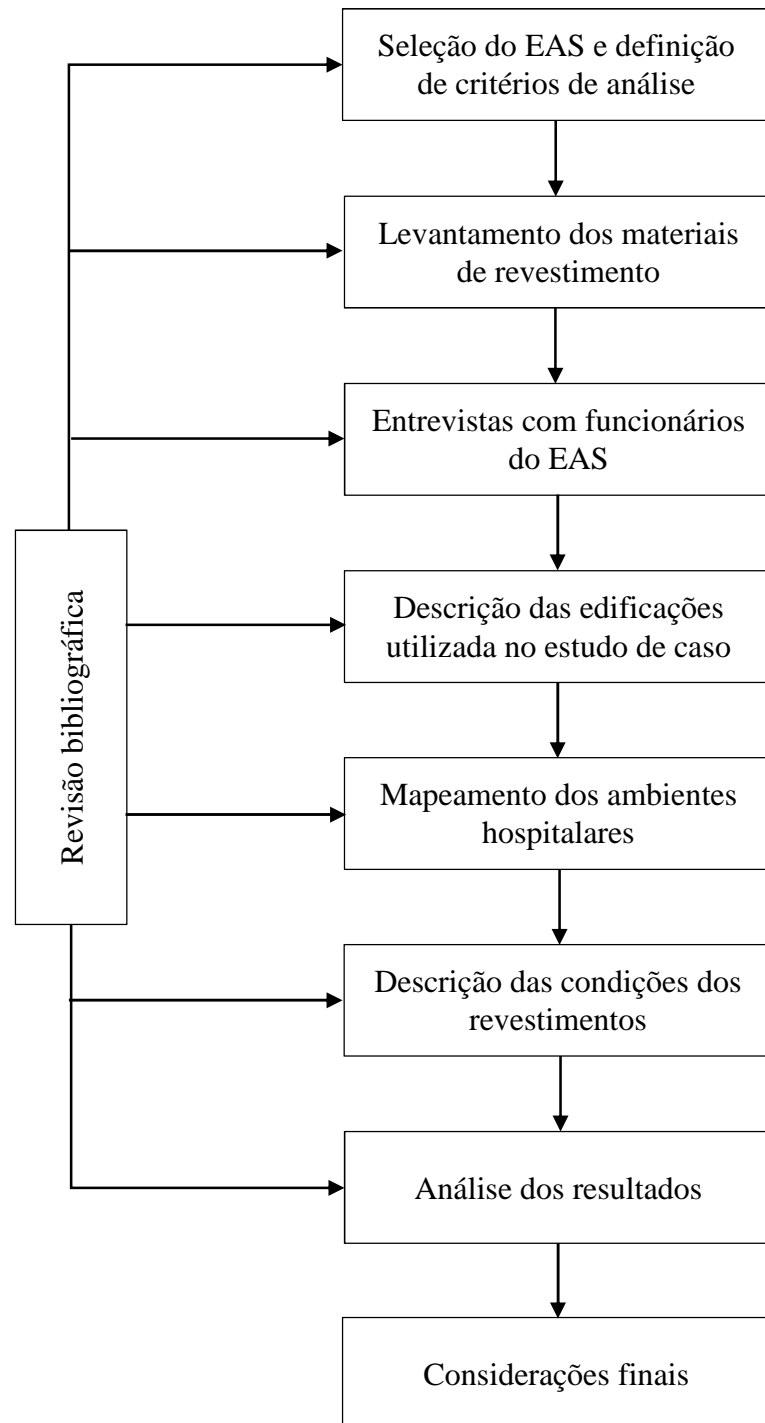 Seleção do EAS e definição
de critérios de análise
Levantamento dos materiais
de revestimento
Entrevistas com funcionários
do EAS
Revisão bibliográfica
Descrição das edificações
utilizada no estudo de caso
Mapeamento dos ambientes
hospitalares
Descrição das condições dos
revestimentos
Análise dos resultados
Considerações finais